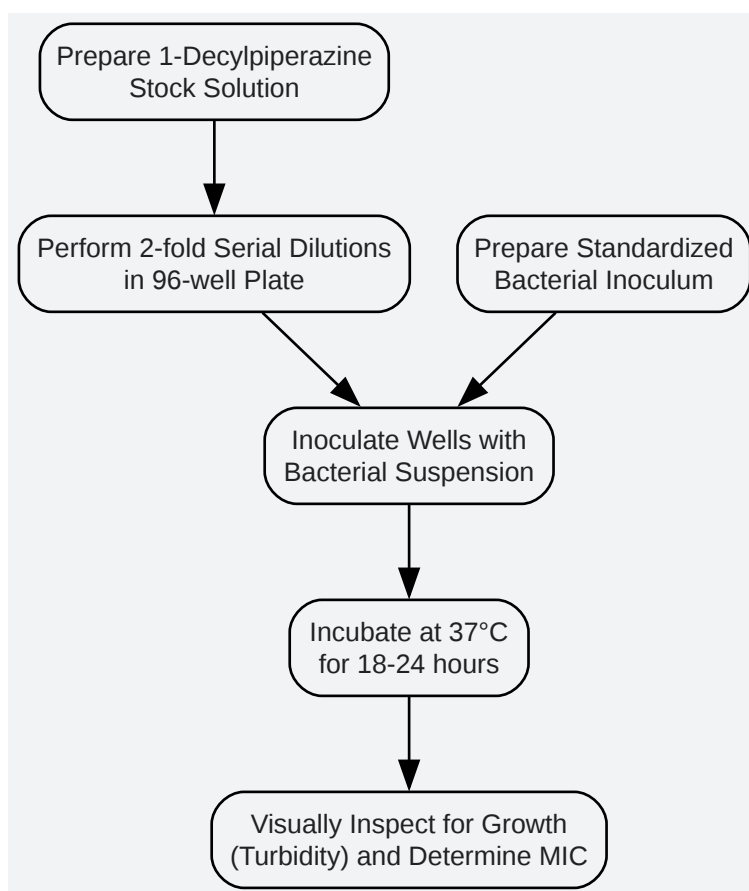 Prepare 1-Decylpiperazine
Stock Solution
Perform 2-fold Serial Dilutions
in 96-well Plate
Prepare Standardized
Bacterial Inoculum
Inoculate Wells with
Bacterial Suspension
Incubate at 37°C
for 18-24 hours
Visually Inspect for Growth
(Turbidity) and Determine MIC